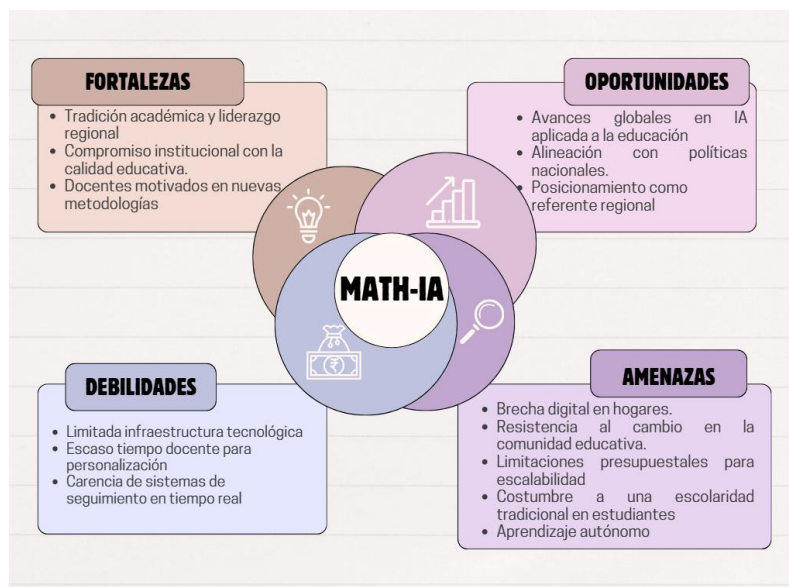 FORTALEZAS
• Tradición académica y liderazgo
regional
• Compromiso institucional con la
calidad educativa.
• Docentes motivados en nuevas
metodologías
OPORTUNIDADES
• Avances globales en IA
aplicada a la educación
• Alineación con políticas
nacionales.
• Posicionamiento como
referente regional
MATH-IA
₹
DEBILIDADES
• Limitada infraestructura tecnológica
• Escaso tiempo docente para
personalización
• Carencia de sistemas de
seguimiento en tiempo real
AMENAZAS
• Brecha digital en hogares.
• Resistencia al cambio en la
comunidad educativa.
• Limitaciones presupuestales para
escalabilidad
• Costumbre a una escolaridad
tradicional en estudiantes
• Aprendizaje autónomo